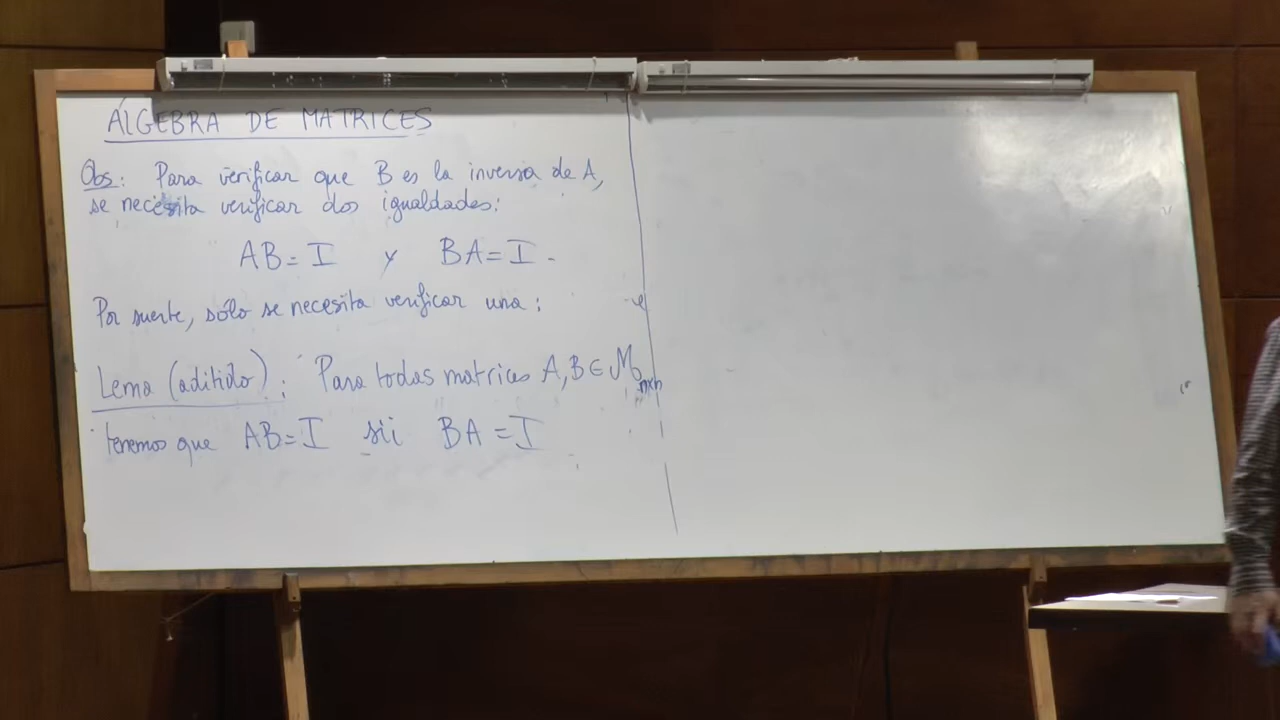 ÁLGEBRA DE MATRICES
Obs: Para verificar que B es la inversa de A,
se necesita verificar dos igualdades:
AB = I y BA = I.
Por suerte, sólo se necesita verificar una:
Lema (aditido): Para todas matrices A, B ∈ M_{n×n}
tenemos que AB = I sii BA = I